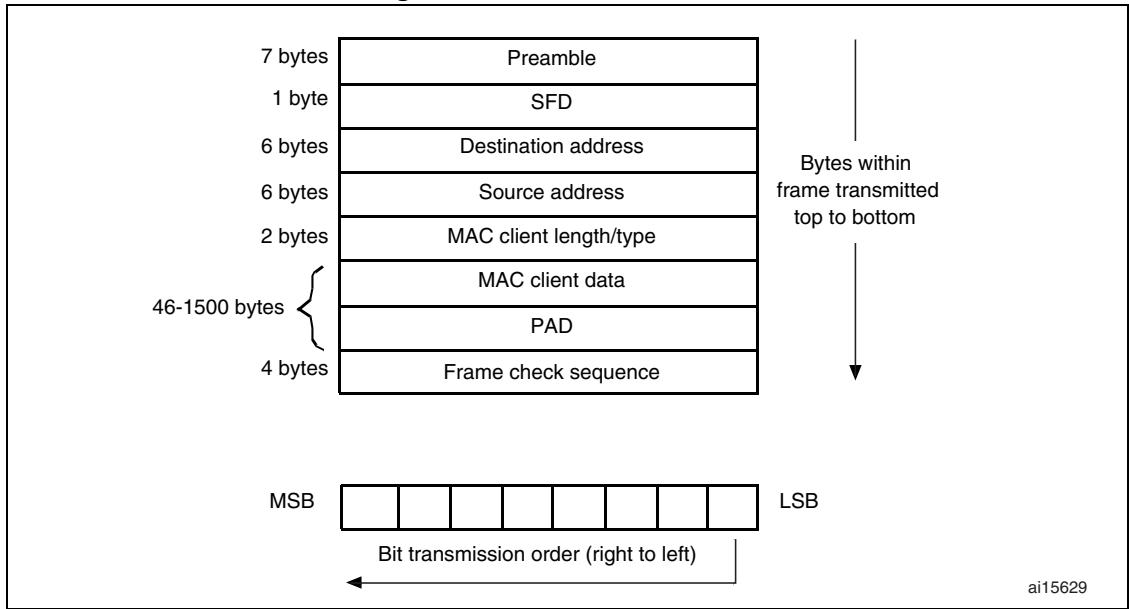 7 bytes
Preamble
1 byte
SFD
6 bytes
Destination address
6 bytes
Source address
2 bytes
MAC client length/type
46-1500 bytes
MAC client data
PAD
4 bytes
Frame check sequence
Bytes within
frame transmitted
top to bottom
MSB
LSB
Bit transmission order (right to left)
ai15629